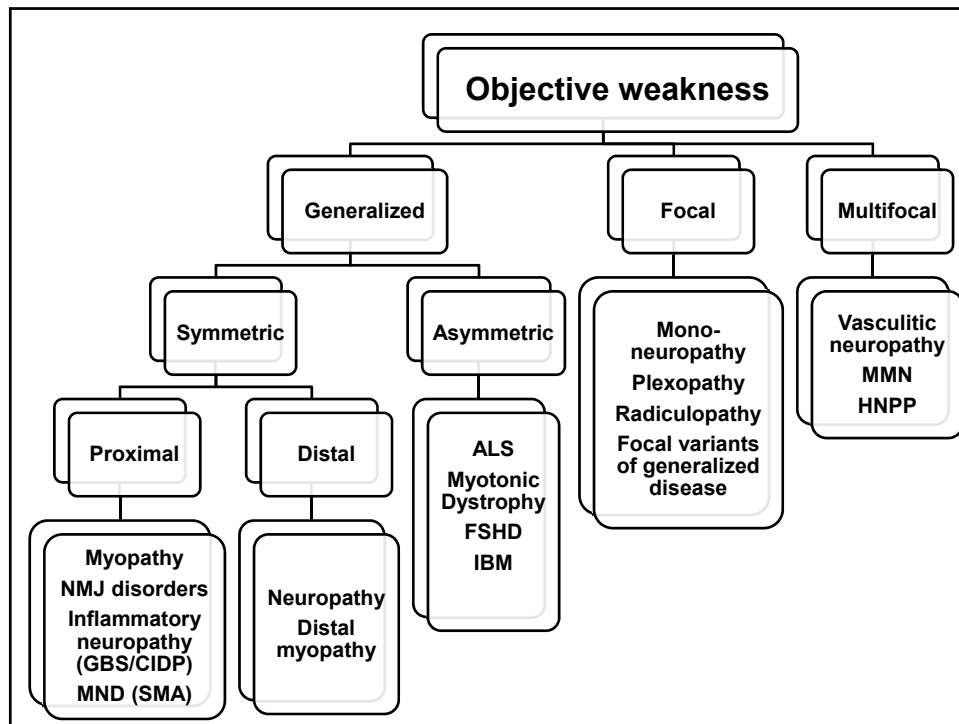 Objective weakness
Generalized
Focal
Multifocal
Symmetric
Asymmetric
Mono-
neuropathy
Plexopathy
Radiculopathy
Focal variants
of generalized
disease
Vasculitic
neuropathy
MMN
HNPP
Proximal
Distal
ALS
Myotonic
Dystrophy
FSHD
IBM
Myopathy
NMJ disorders
Inflammatory
neuropathy
(GBS/CIDP)
MND (SMA)
Neuropathy
Distal
myopathy